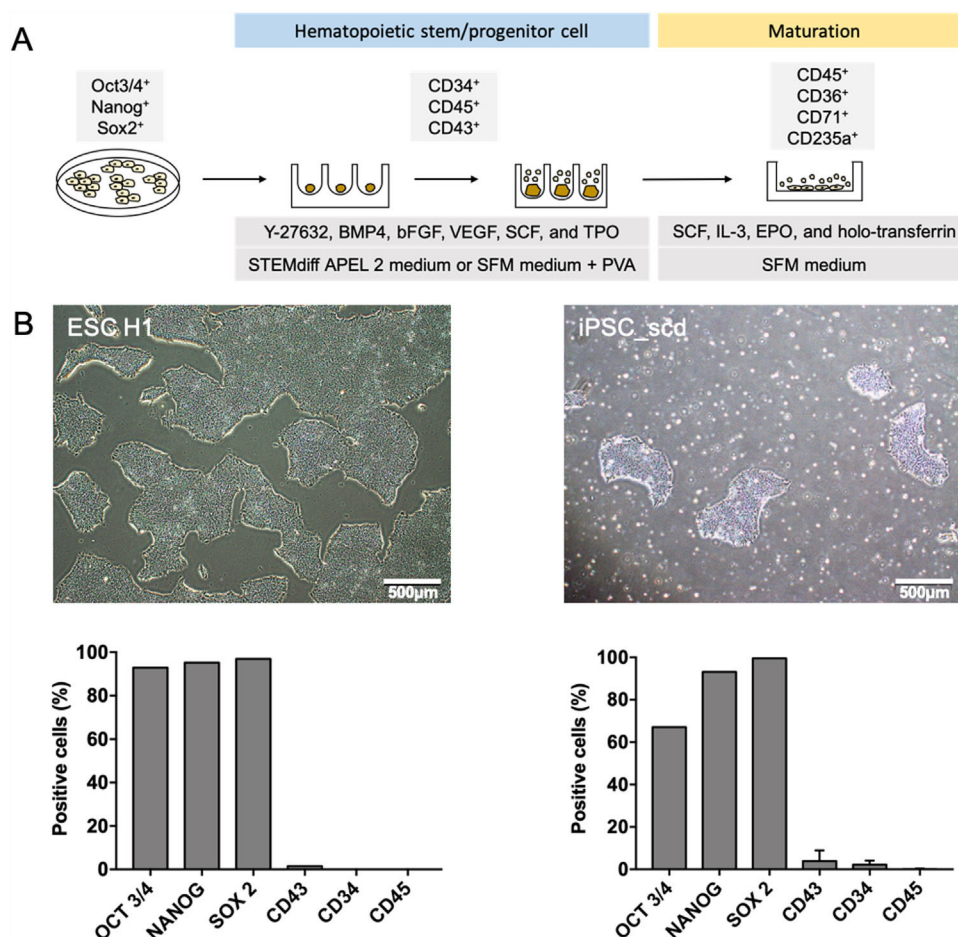 A
Hematopoietic stem/progenitor cell
Maturation
Oct3/4⁺
Nanog⁺
Sox2⁺
CD34⁺
CD45⁺
CD43⁺
CD45⁺
CD36⁺
CD71⁺
CD235a⁺
Y-27632, BMP4, bFGF, VEGF, SCF, and TPO
STEMdiff APEL 2 medium or SFM medium + PVA
SCF, IL-3, EPO, and holo-transferrin
SFM medium
B
ESC H1
500µm
iPSC_scd
500µm
Positive cells (%)
100
80
60
40
20
0
OCT 3/4
NANOG
SOX 2
CD43
CD34
CD45
Positive cells (%)
100
80
60
40
20
0
OCT 3/4
NANOG
SOX 2
CD43
CD34
CD45